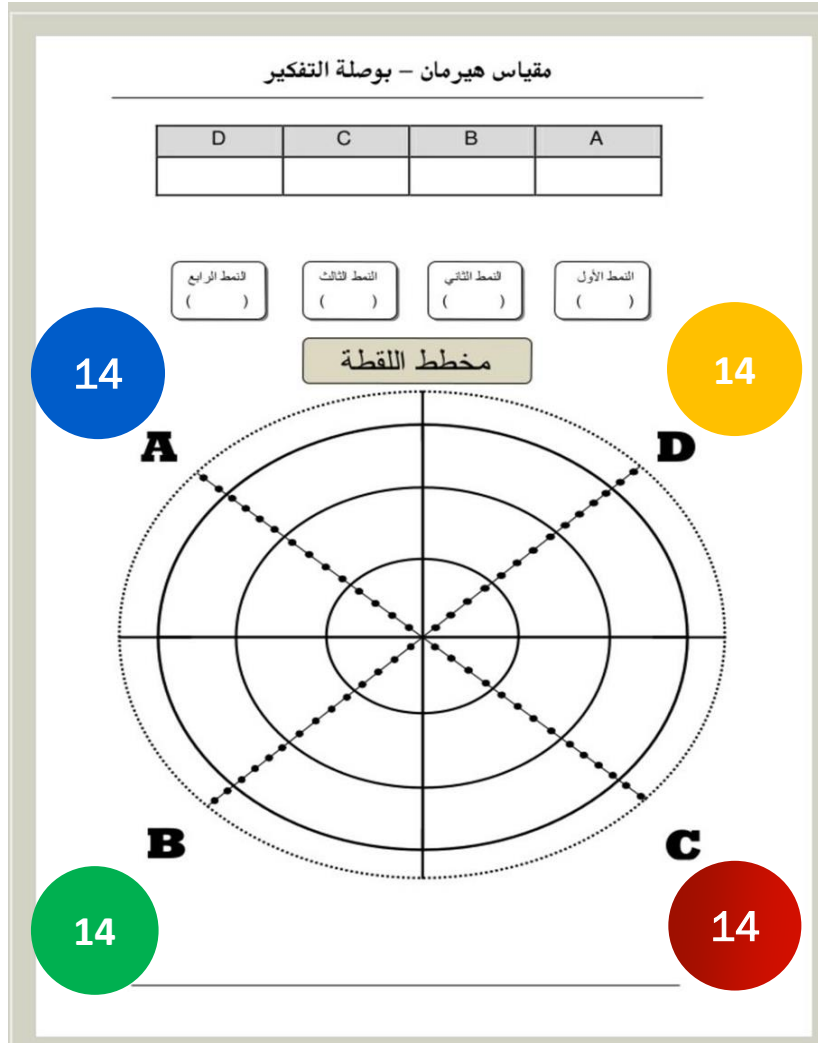 مقياس هيرمان – بوصلة التفكير
D C B A
النمط الأول النمط الثاني النمط الثالث النمط الرابع
( ) ( ) ( ) ( )
مخطط اللقطة
14 14
A D
B C
14 14